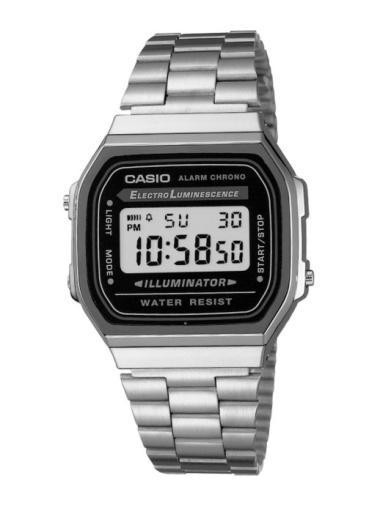 CASIO ALARM CHRONO
ELECTRO LUMINESCENCE
LIGHT
MODE
PM SU 30
10:58 50
START/STOP
ILLUMINATOR
WATER RESIST